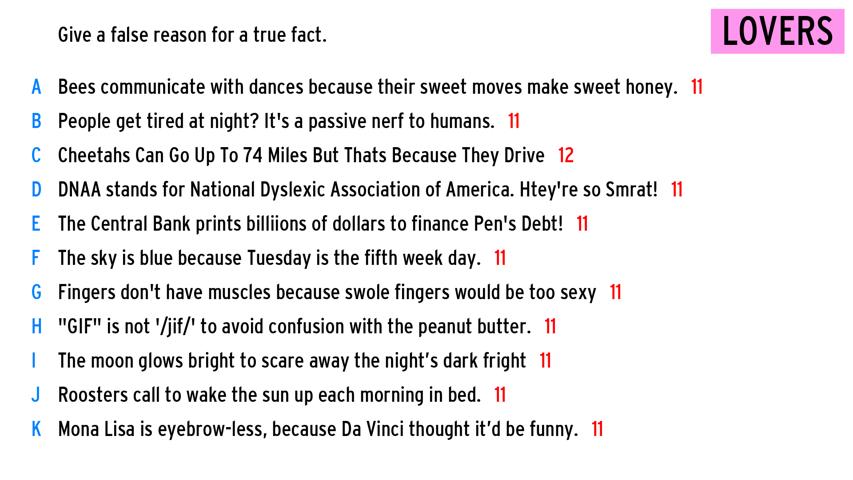 Give a false reason for a true fact.
LOVERS
A Bees communicate with dances because their sweet moves make sweet honey. 11
B People get tired at night? It's a passive nerf to humans. 11
C Cheetahs Can Go Up To 74 Miles But Thats Because They Drive 12
D DNAA stands for National Dyslexic Association of America. Htey're so Smrat! 11
E The Central Bank prints billiions of dollars to finance Pen's Debt! 11
F The sky is blue because Tuesday is the fifth week day. 11
G Fingers don't have muscles because swole fingers would be too sexy 11
H "GIF" is not '/jif/' to avoid confusion with the peanut butter. 11
I The moon glows bright to scare away the night’s dark fright 11
J Roosters call to wake the sun up each morning in bed. 11
K Mona Lisa is eyebrow-less, because Da Vinci thought it’d be funny. 11